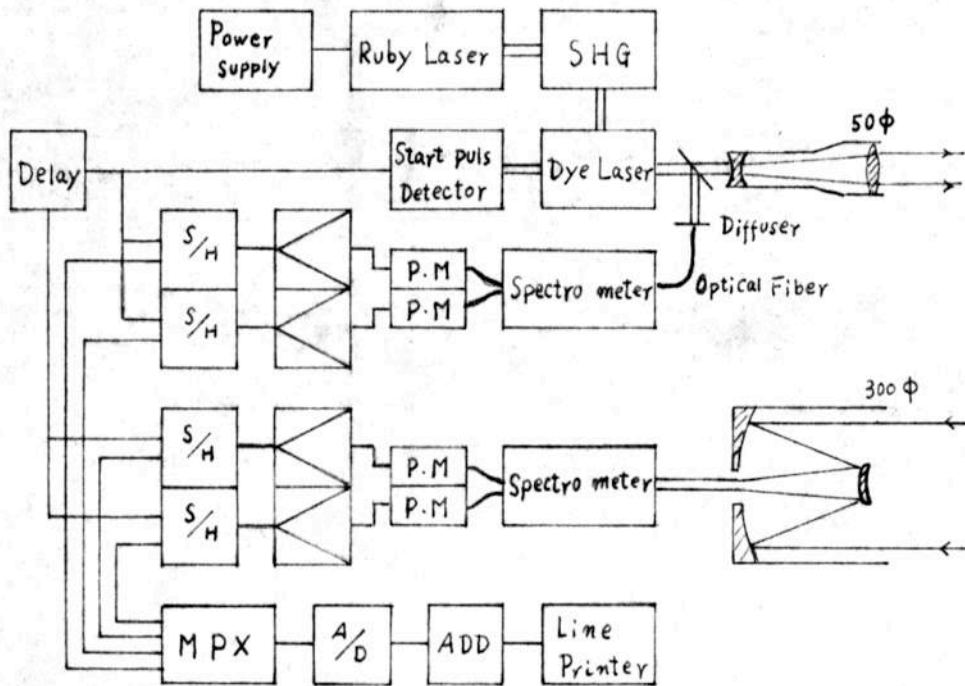 Power
Supply
Ruby Laser
SHG
Delay
Start puls
Detector
Dye Laser
50Φ
Diffuser
Optical Fiber
S/H
P.M
Spectro meter
S/H
P.M
300Φ
S/H
P.M
Spectro meter
S/H
P.M
MPX
A/D
ADD
Line
Printer